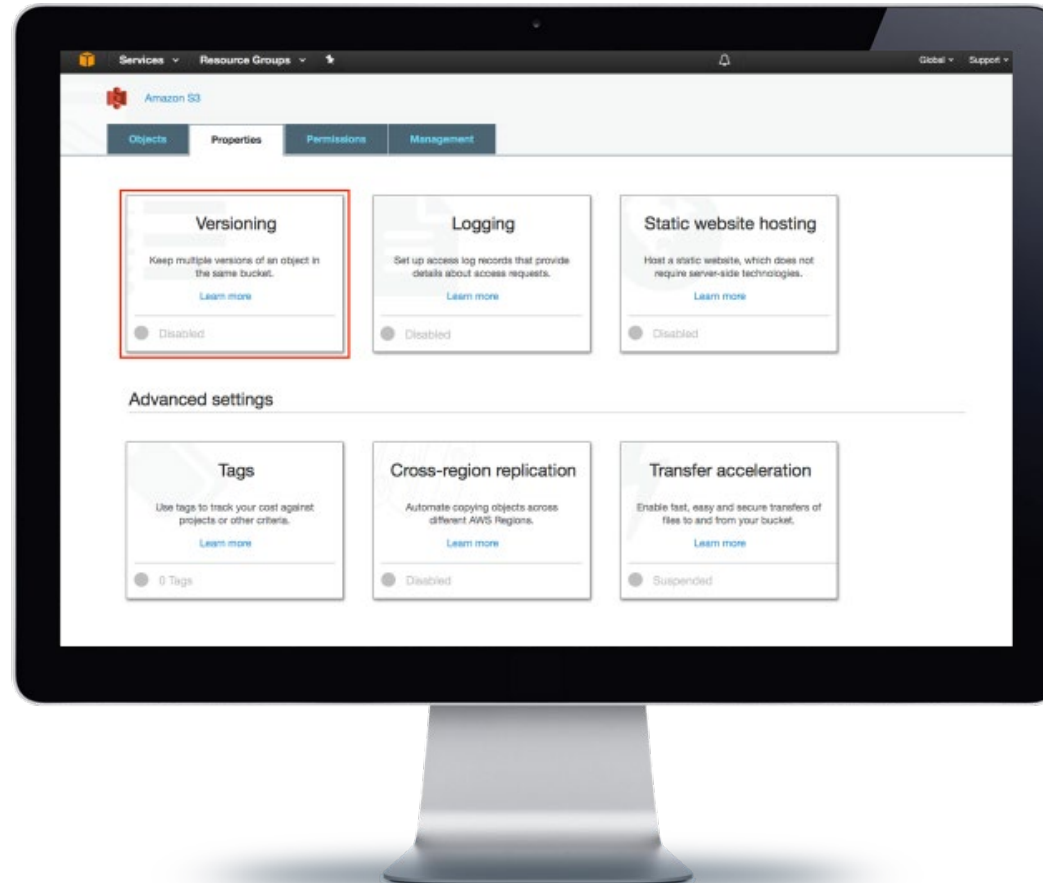 Services Resource Groups Global Support
Amazon S3
Objects Properties Permissions Management
Versioning
Keep multiple versions of an object in
the same bucket.
Learn more
Disabled
Logging
Set up access log records that provide
details about access requests.
Learn more
Disabled
Static website hosting
Host a static website, which does not
require server-side technologies.
Learn more
Disabled
Advanced settings
Tags
Use tags to track your cost against
projects or other criteria.
Learn more
0 Tags
Cross-region replication
Automate copying objects across
different AWS Regions.
Learn more
Disabled
Transfer acceleration
Enable fast, easy and secure transfers of
files to and from your bucket.
Learn more
Suspended